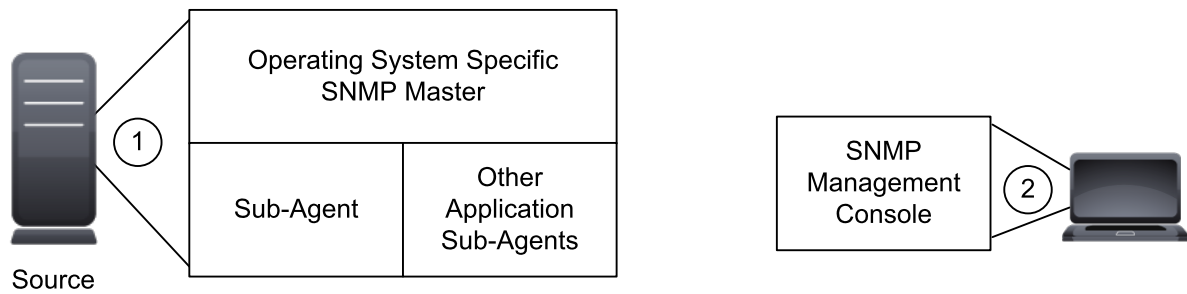 Operating System Specific
SNMP Master
1
Sub-Agent
Other
Application
Sub-Agents
Source
SNMP
Management
Console
2